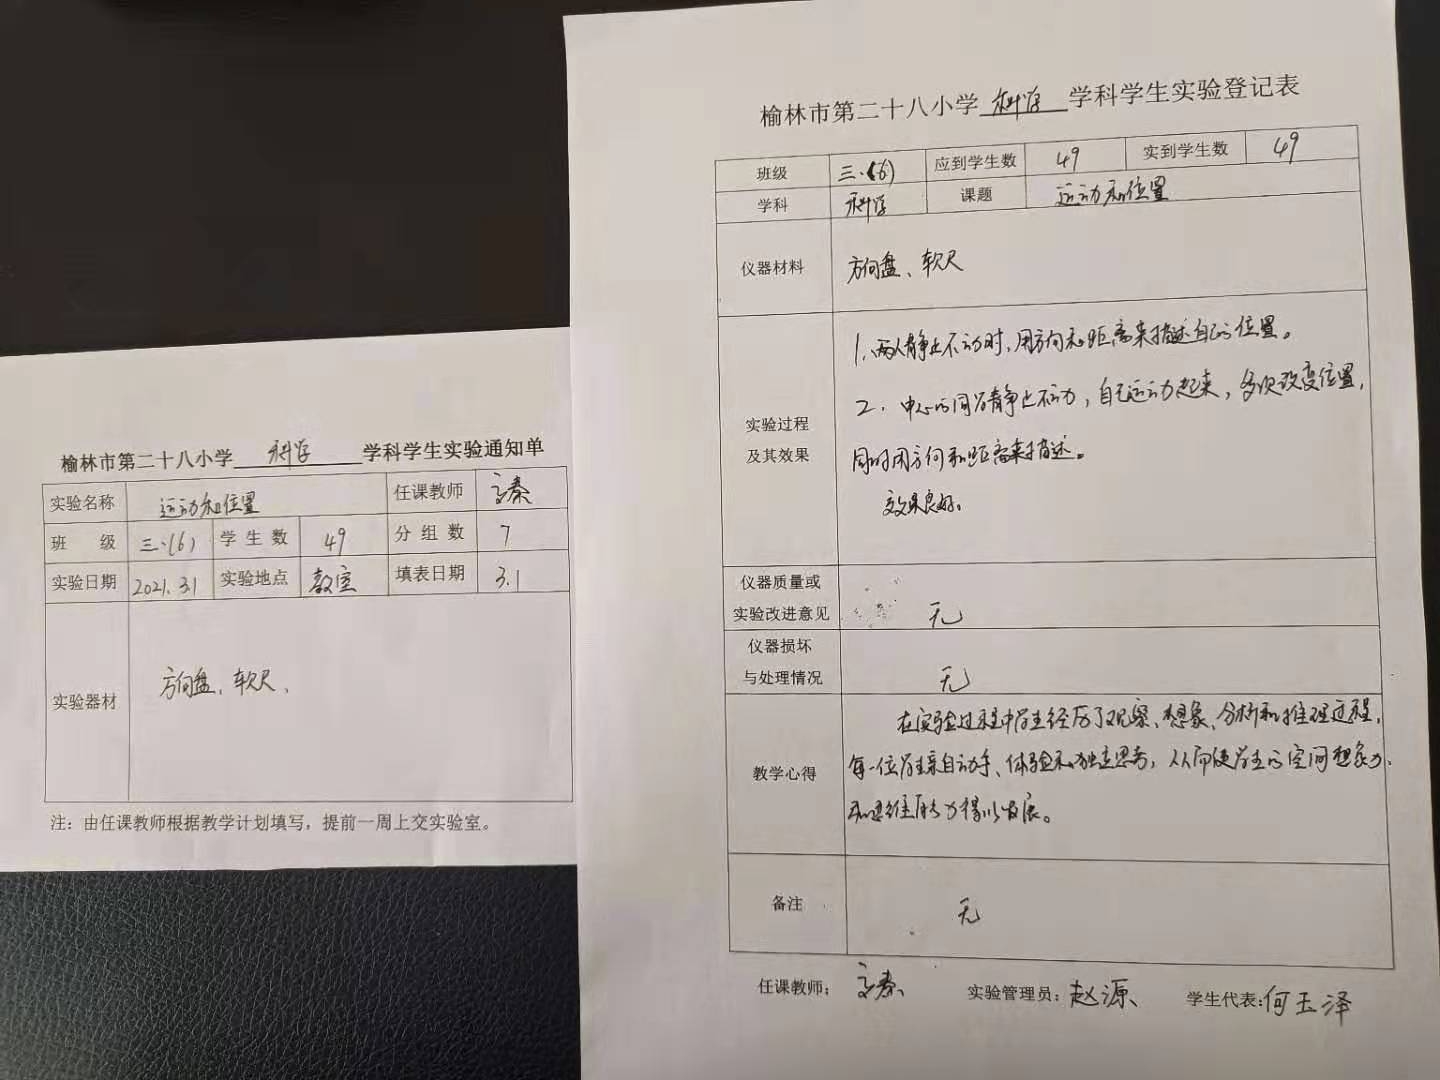 榆林市第二十八小学 科学 学科学生实验通知单
实验名称 运动和位置 任课教师 文秦
班 级 三.(6) 学生数 49 分组数 7
实验日期 2021.3.1 实验地点 教室 填表日期 3.1
实验器材 方向盘、软尺、
注：由任课教师根据教学计划填写，提前一周上交实验室。
榆林市第二十八小学 科学 学科学生实验登记表
班级 三.(6) 应到学生数 49 实到学生数 49
学科 科学 课题 运动和位置
仪器材料 方向盘、软尺
实验过程
及其效果
1、两人静止不动时，用方向和距离来描述自己的位置。
2. 中心的同学静止不动，自己运动起来，多次改变位置，
同时用方向和距离来描述。
效果良好。
仪器质量或
实验改进意见 无
仪器损坏
与处理情况 无
教学心得
在实验过程中学生经历了观察、想象、分析和推理过程，
每一位学生亲自动手、体验和独立思考，从而使学生的空间想象力、
和思维能力得以发展。
备注 无
任课教师： 文秦 实验管理员：赵源 学生代表：何玉泽